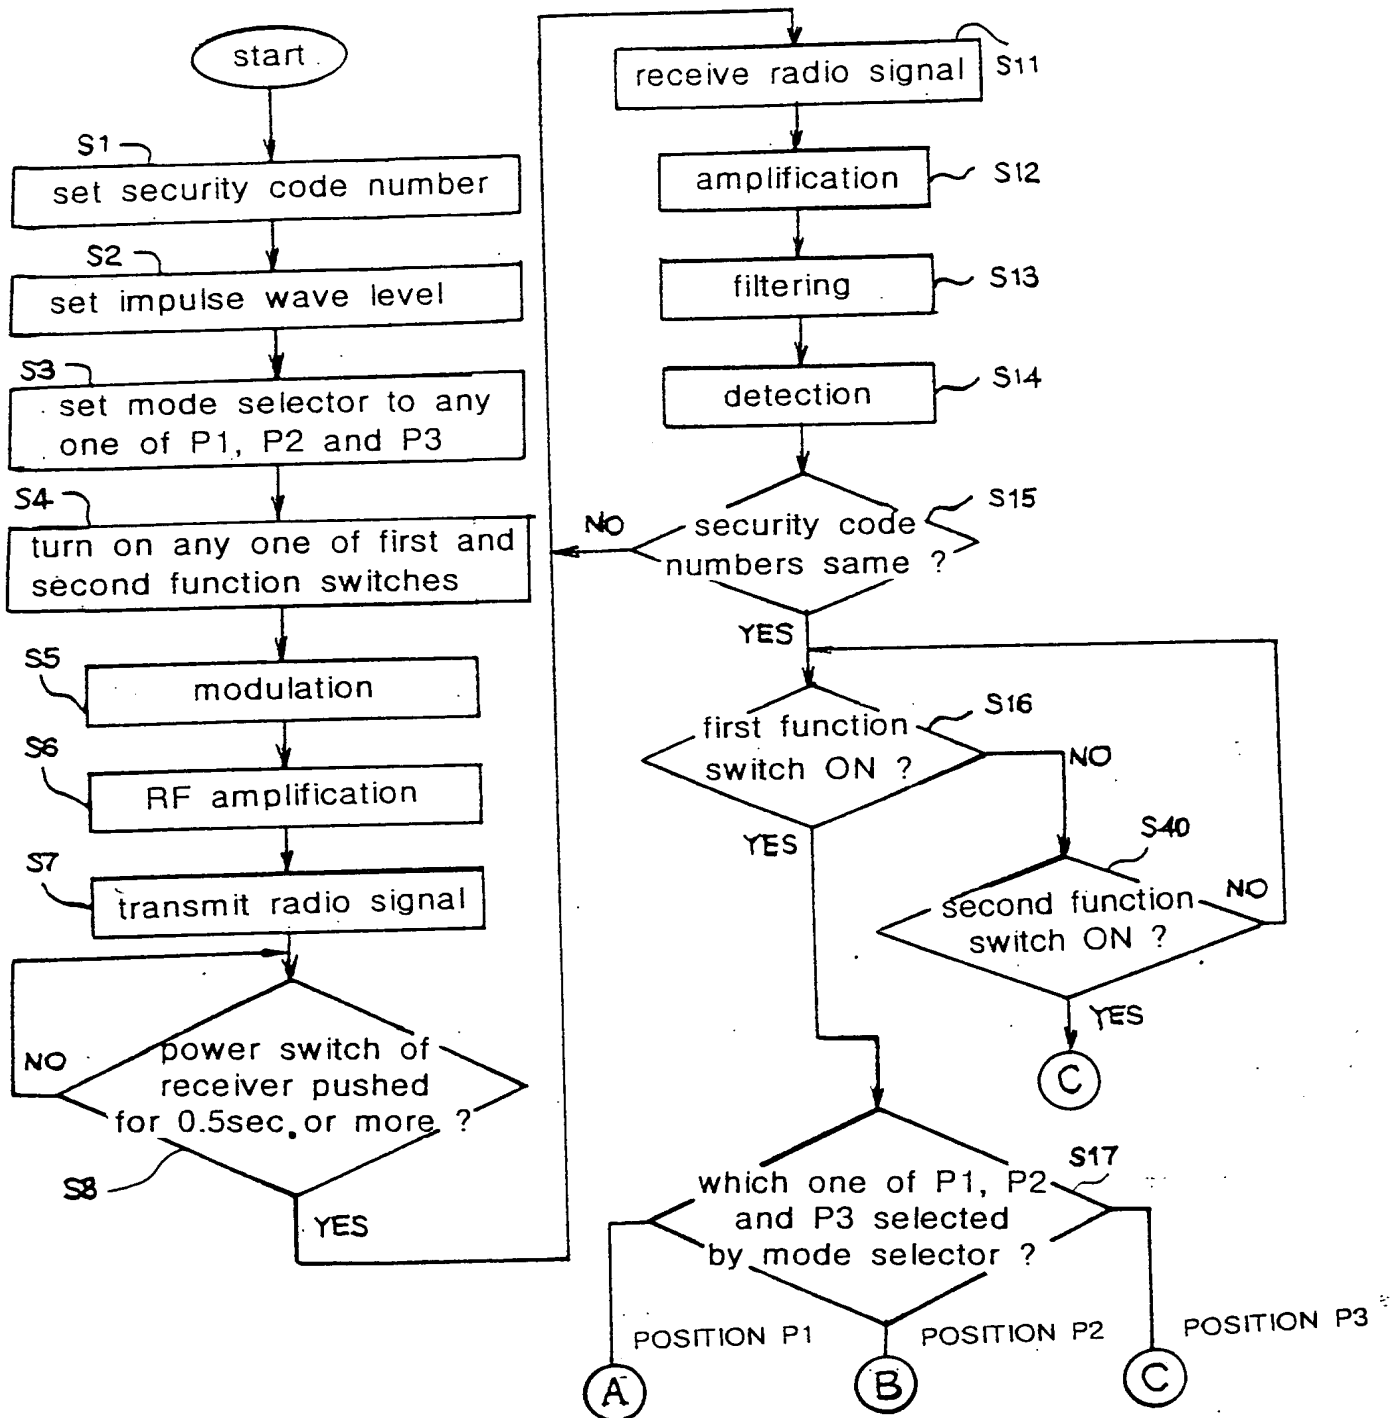 start
S1
set security code number
S2
set impulse wave level
S3
set mode selector to any
one of P1, P2 and P3
S4
turn on any one of first and
second function switches
S5
modulation
S6
RF amplification
S7
transmit radio signal
NO
power switch of
receiver pushed
for 0.5sec. or more ?
S8
YES
receive radio signal
S11
amplification
S12
filtering
S13
detection
S14
S15
NO
security code
numbers same ?
YES
S16
first function
switch ON ?
NO
YES
S40
second function
switch ON ?
NO
YES
C
S17
which one of P1, P2
and P3 selected
by mode selector ?
POSITION P1
POSITION P2
POSITION P3
A
B
C